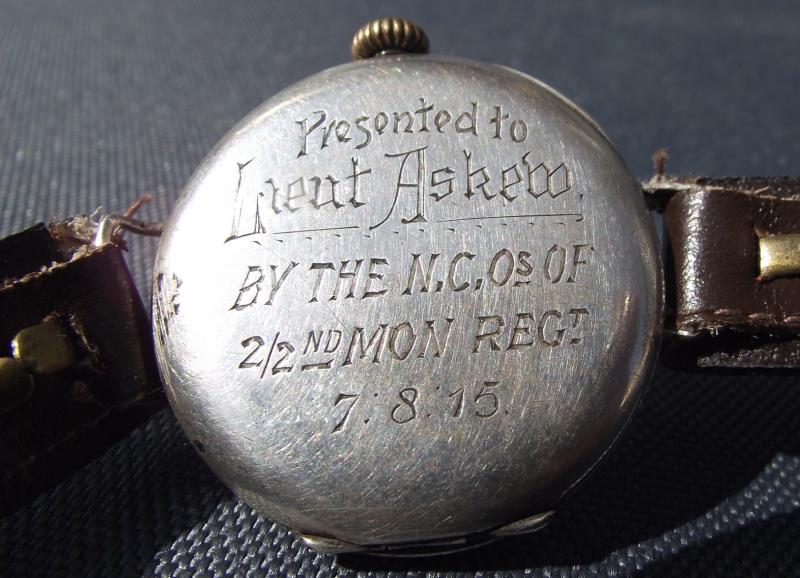 Presented to
Lieut Askew.
BY THE N.C.Os OF
2/2ND MON REGT
7:8:15.